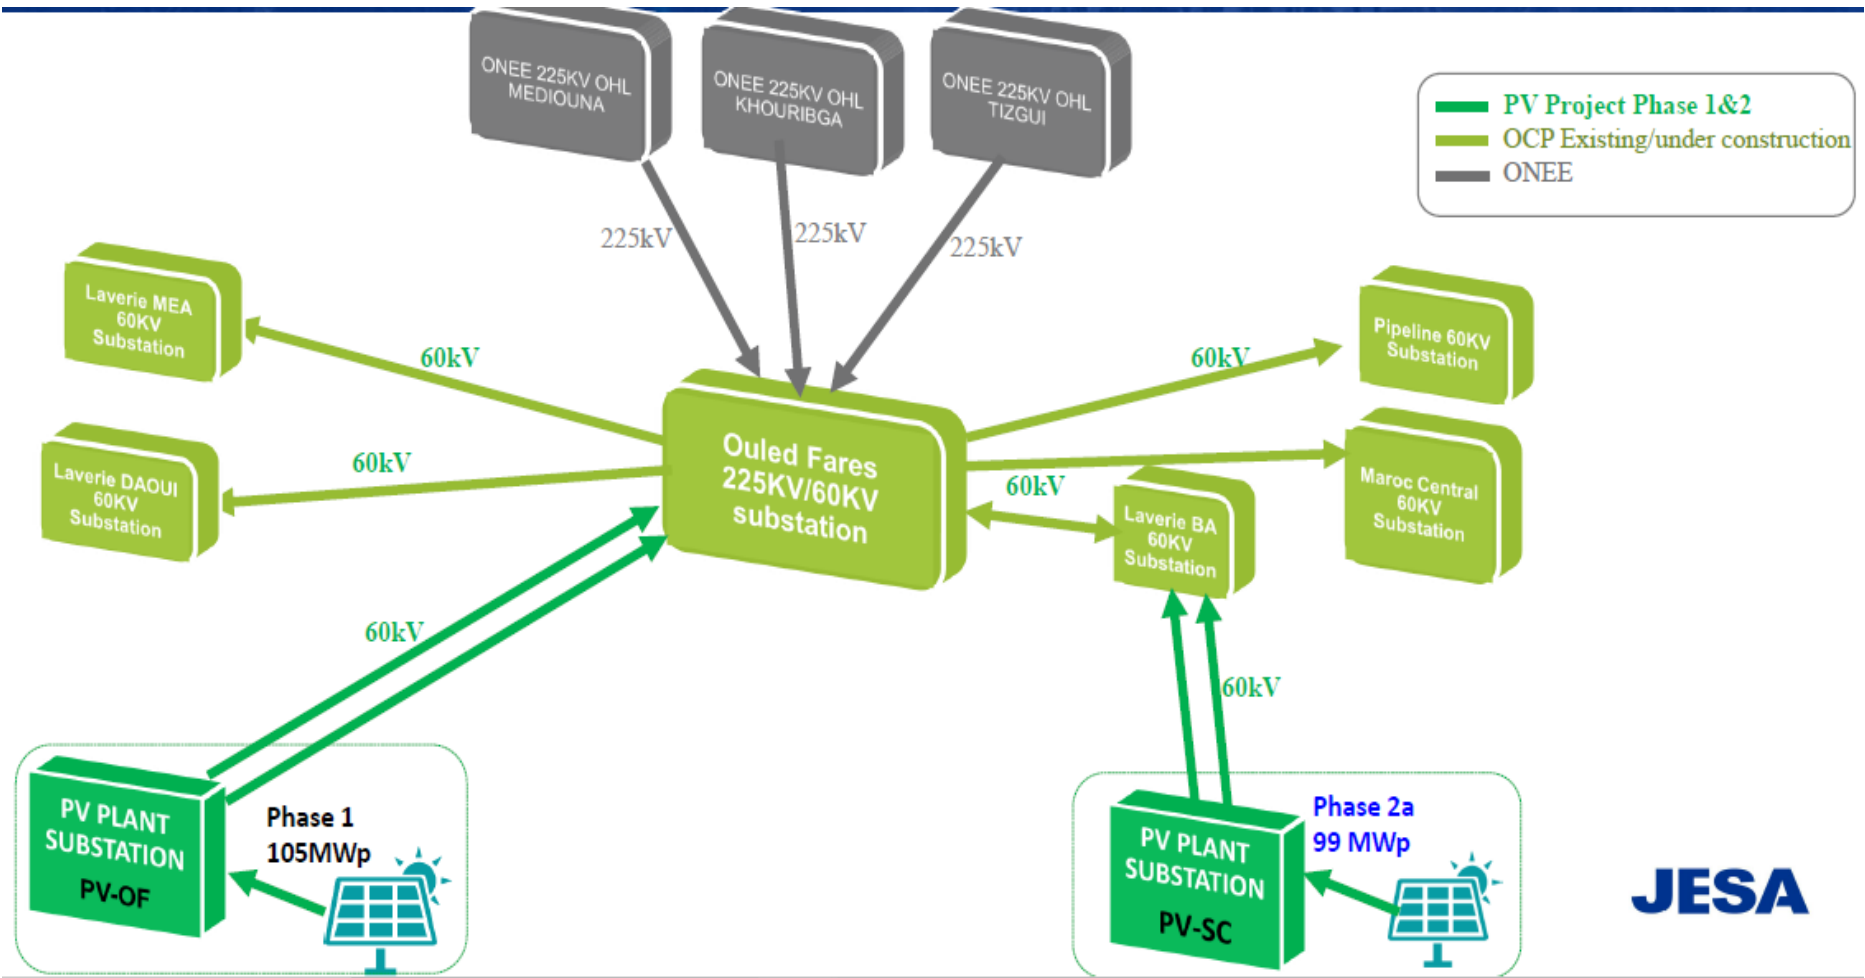 ONEE 225KV OHL
MEDIOUNA
ONEE 225KV OHL
KHOURIBGA
ONEE 225KV OHL
TIZGUI
PV Project Phase 1&2
OCP Existing/under construction
ONEE
225kV
225kV
225kV
Laverie MEA
60KV
Substation
60kV
60kV
Pipeline 60KV
Substation
Laverie DAOUI
60KV
Substation
60kV
Ouled Fares
225KV/60KV
substation
60kV
Laverie BA
60KV
Substation
Maroc Central
60KV
Substation
60kV
60kV
PV PLANT
SUBSTATION
PV-OF
Phase 1
105MWp
PV PLANT
SUBSTATION
PV-SC
Phase 2a
99 MWp
JESA